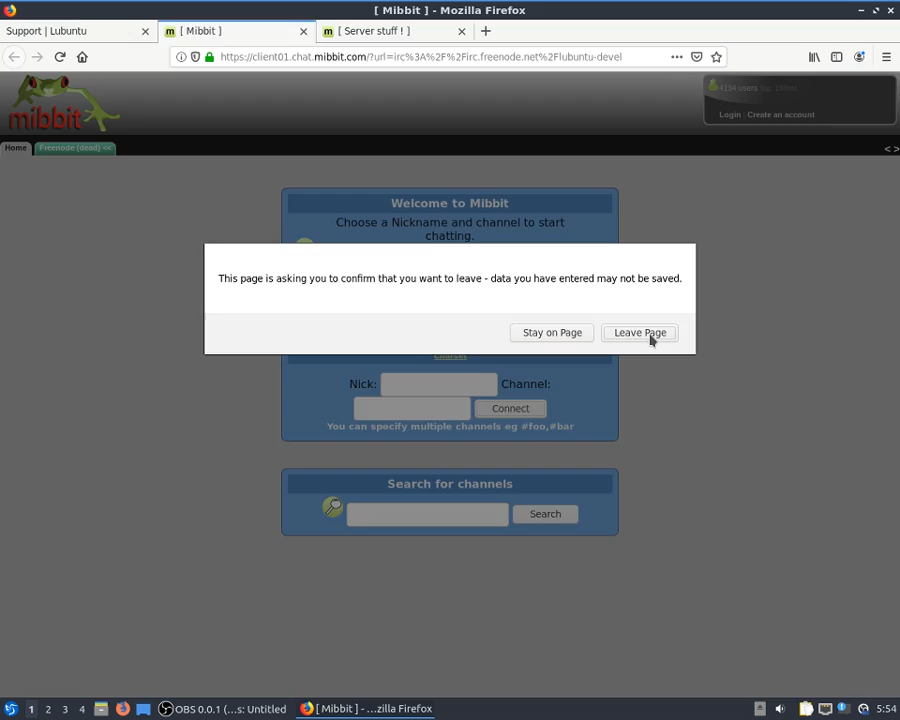 [ Mibbit ] - Mozilla Firefox
Support | Lubuntu
[ Mibbit ]
[ Server stuff ! ]
https://client01.chat.mibbit.com/?url=irc%3A%2F%2Firc.freenode.net%2Flubuntu-devel
mibbit
4134 users
Login | Create an account
Home
Freenode (dead) <<
< >
Welcome to Mibbit
Choose a Nickname and channel to start
chatting.
This page is asking you to confirm that you want to leave - data you have entered may not be saved.
Stay on Page
Leave Page
Charset
Nick:
Channel:
Connect
You can specify multiple channels eg #foo,#bar
Search for channels
Search
1 2 3 4
OBS 0.0.1 (...s: Untitled
[ Mibbit ] - ...zilla Firefox
5:54